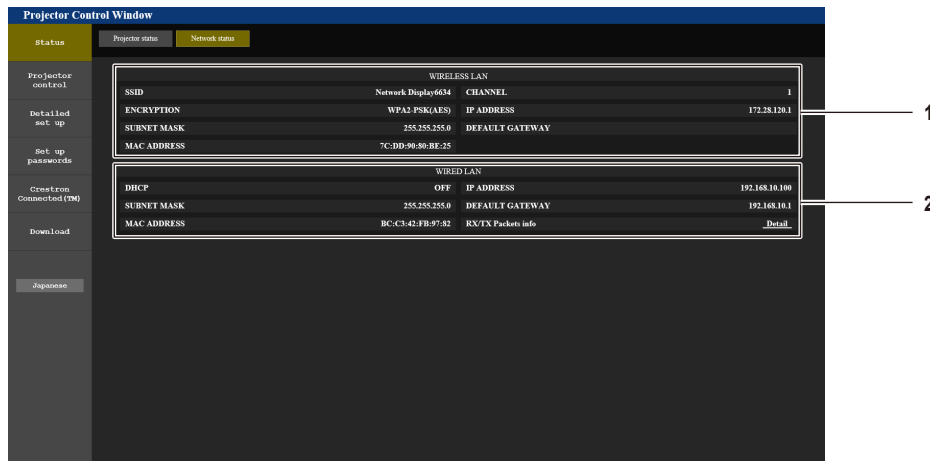 Projector Control Window
Status
Projector status Network status
Projector
control
Detailed
set up
Set up
passwords
Crestron
Connected(TM)
Download
Japanese
WIRELESS LAN
SSID Network Display6634 CHANNEL 1
ENCRYPTION WPA2-PSK(AES) IP ADDRESS 172.28.120.1
SUBNET MASK 255.255.255.0 DEFAULT GATEWAY
MAC ADDRESS 7C:DD:90:80:BE:25
1
WIRED LAN
DHCP OFF IP ADDRESS 192.168.10.100
SUBNET MASK 255.255.255.0 DEFAULT GATEWAY 192.168.10.1
MAC ADDRESS BC:C3:42:FB:97:82 RX/TX Packets info Detail
2